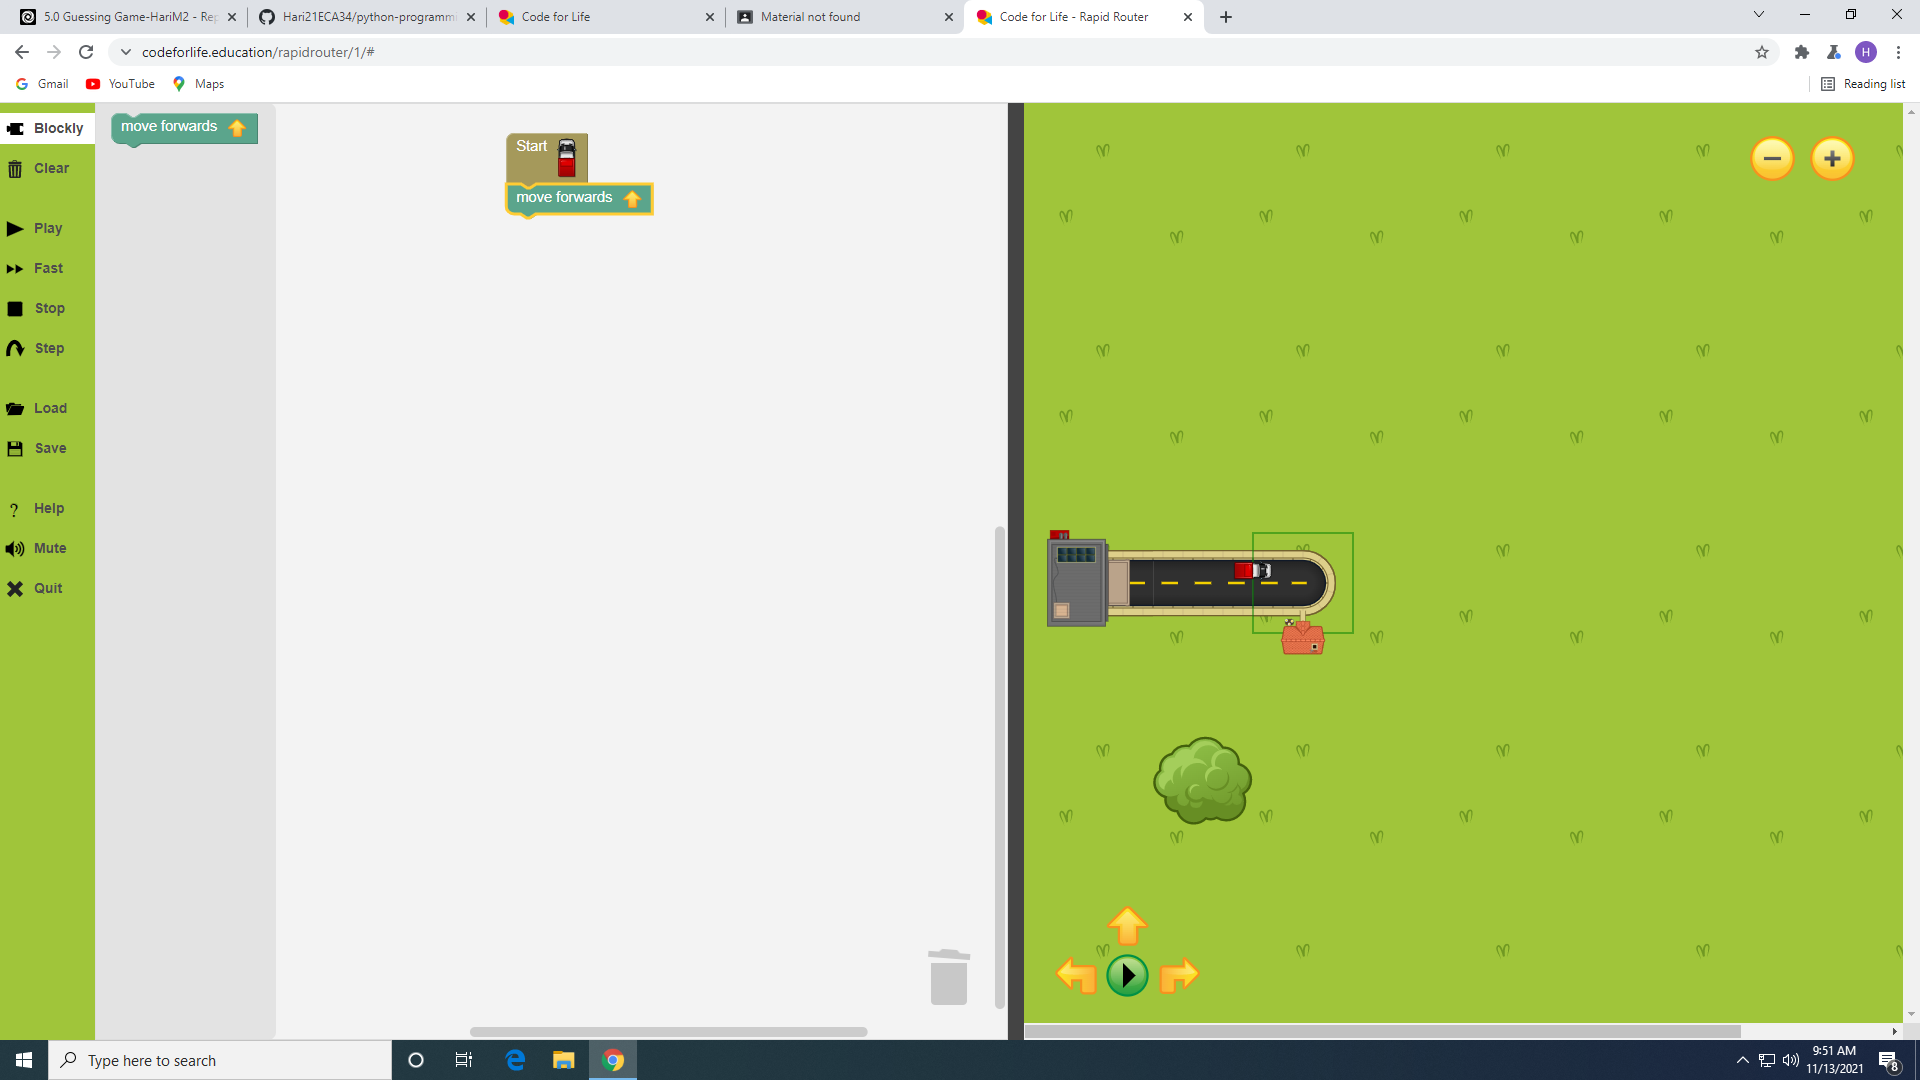 5.0 Guessing Game-HariM2 - Rep
Hari21ECA34/python-programmi
Code for Life
Material not found
Code for Life - Rapid Router
codeforlife.education/rapidrouter/1/#
H
Gmail
YouTube
Maps
Reading list
Blockly
Clear
Play
Fast
Stop
Step
Load
Save
? Help
Mute
Quit
move forwards
Start
move forwards
Type here to search
9:51 AM
11/13/2021
8